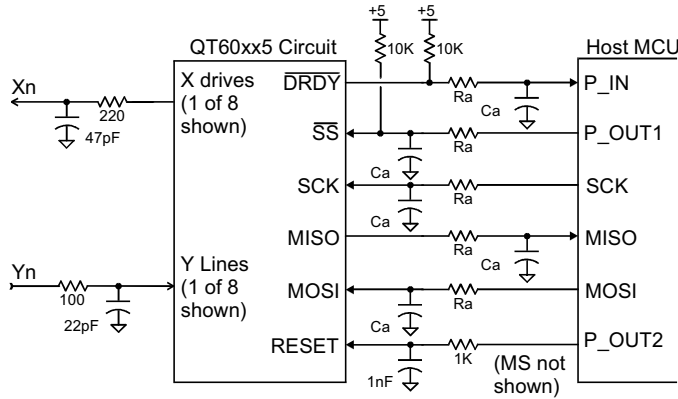 +5
+5
QT60xx5 Circuit
10K
10K
Host MCU
Xn
X drives
(1 of 8
shown)
DRDY
P_IN
220
47pF
Ra
Ca
SS
P_OUT1
Ca
Ra
SCK
SCK
Ca
Ra
MISO
MISO
Ra
Ca
Yn
Y Lines
(1 of 8
shown)
100
22pF
MOSI
MOSI
Ca
Ra
RESET
P_OUT2
1nF
1K
(MS not
shown)